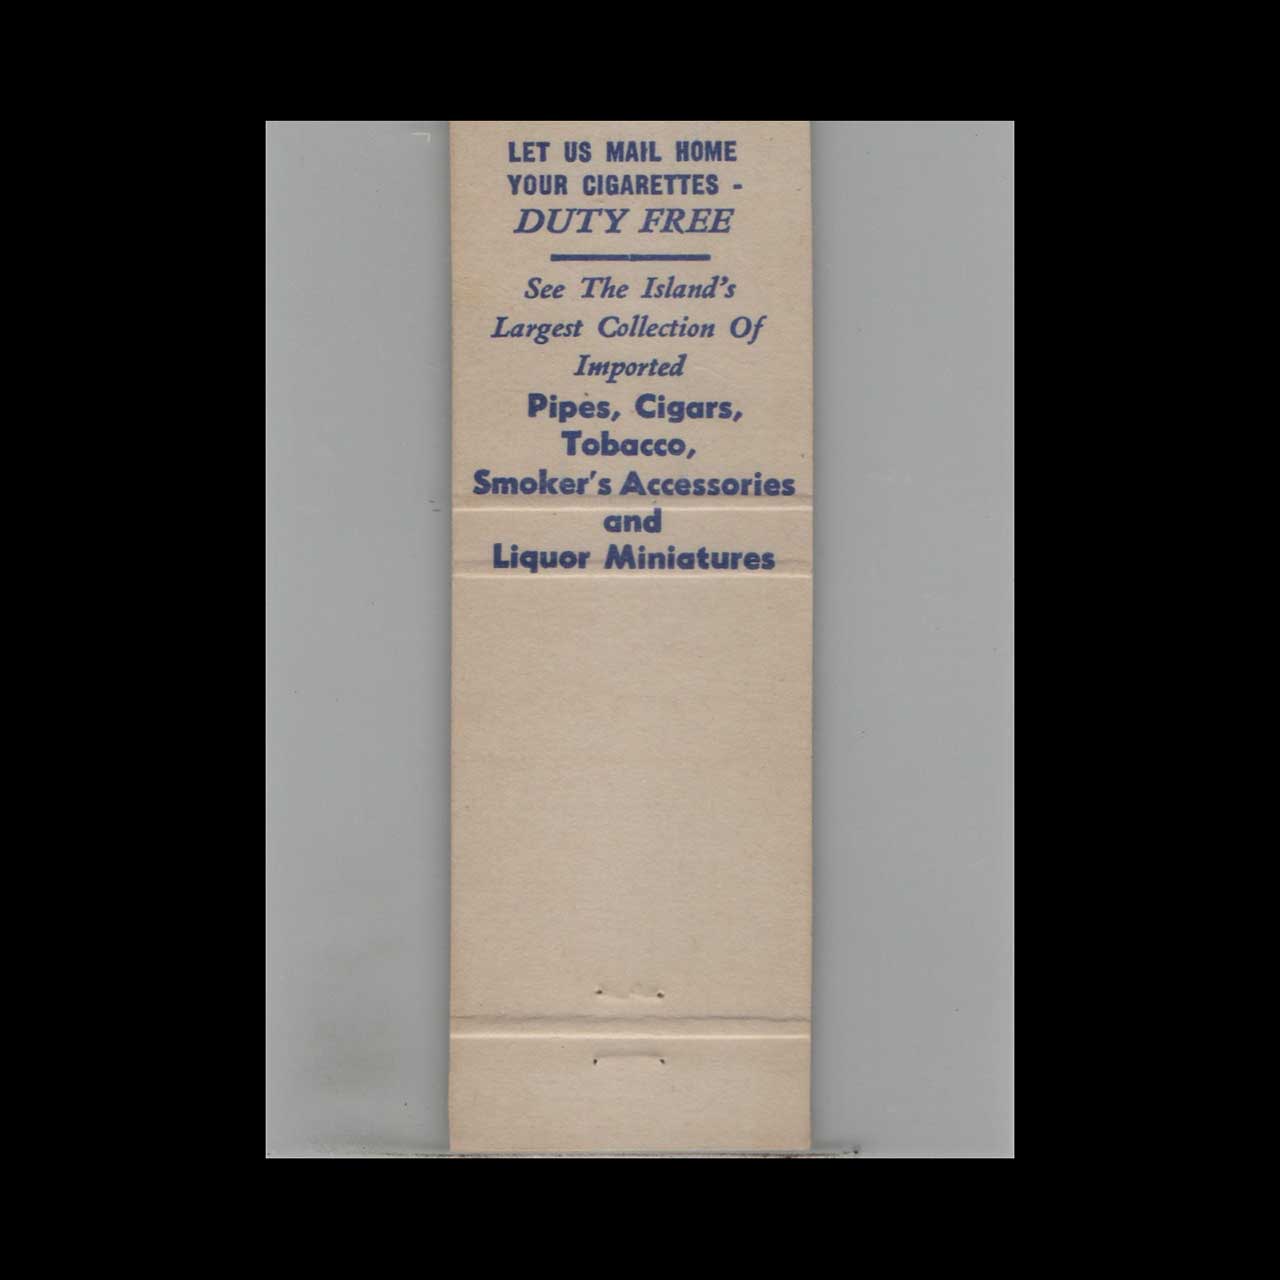 LET US MAIL HOME
YOUR CIGARETTES -
DUTY FREE
See The Island's
Largest Collection Of
Imported
Pipes, Cigars,
Tobacco,
Smoker's Accessories
and
Liquor Miniatures